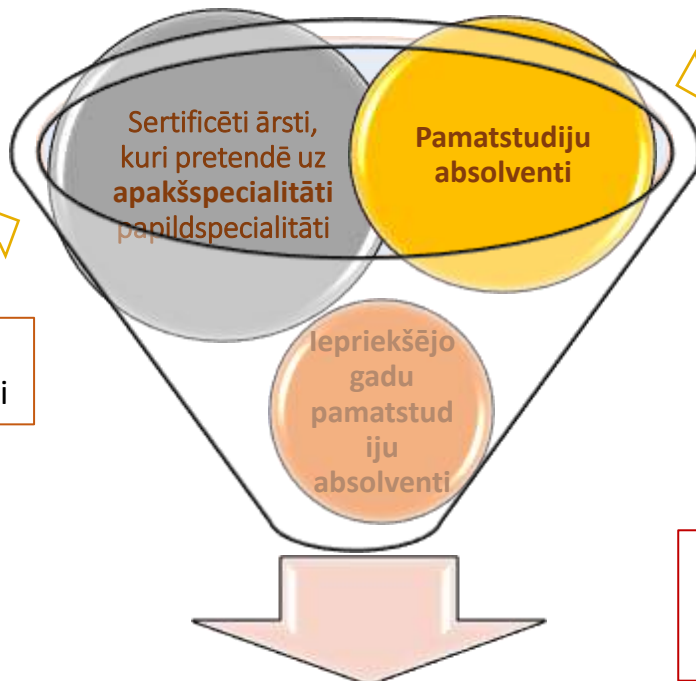 Sertificēti ārsti,
kuri pretendē uz
apakšspecialitāti
papildspecialitāti
Pamatstudiju
absolventi
Iepriekšējo
gadu
pamatstud
iju
absolventi
i